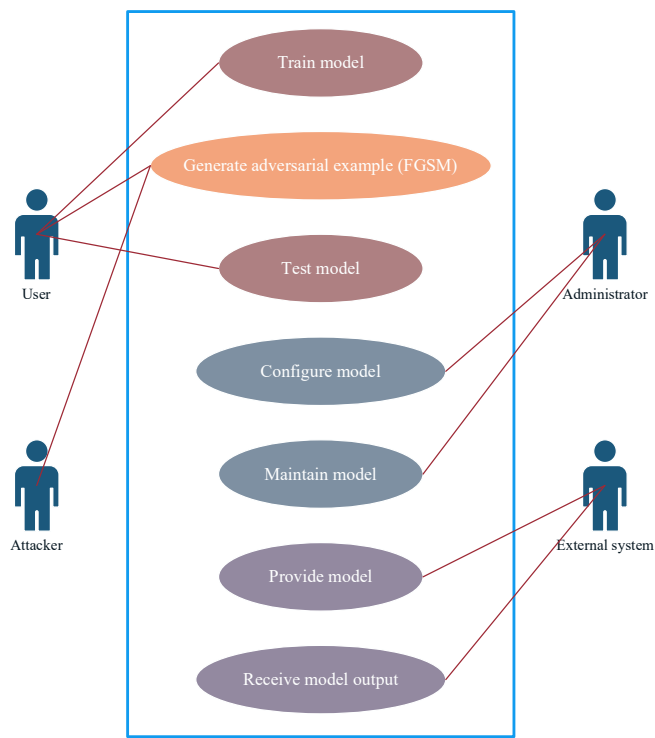 Train model
Generate adversarial example (FGSM)
Test model
User
Administrator
Configure model
Maintain model
Attacker
External system
Provide model
Receive model output